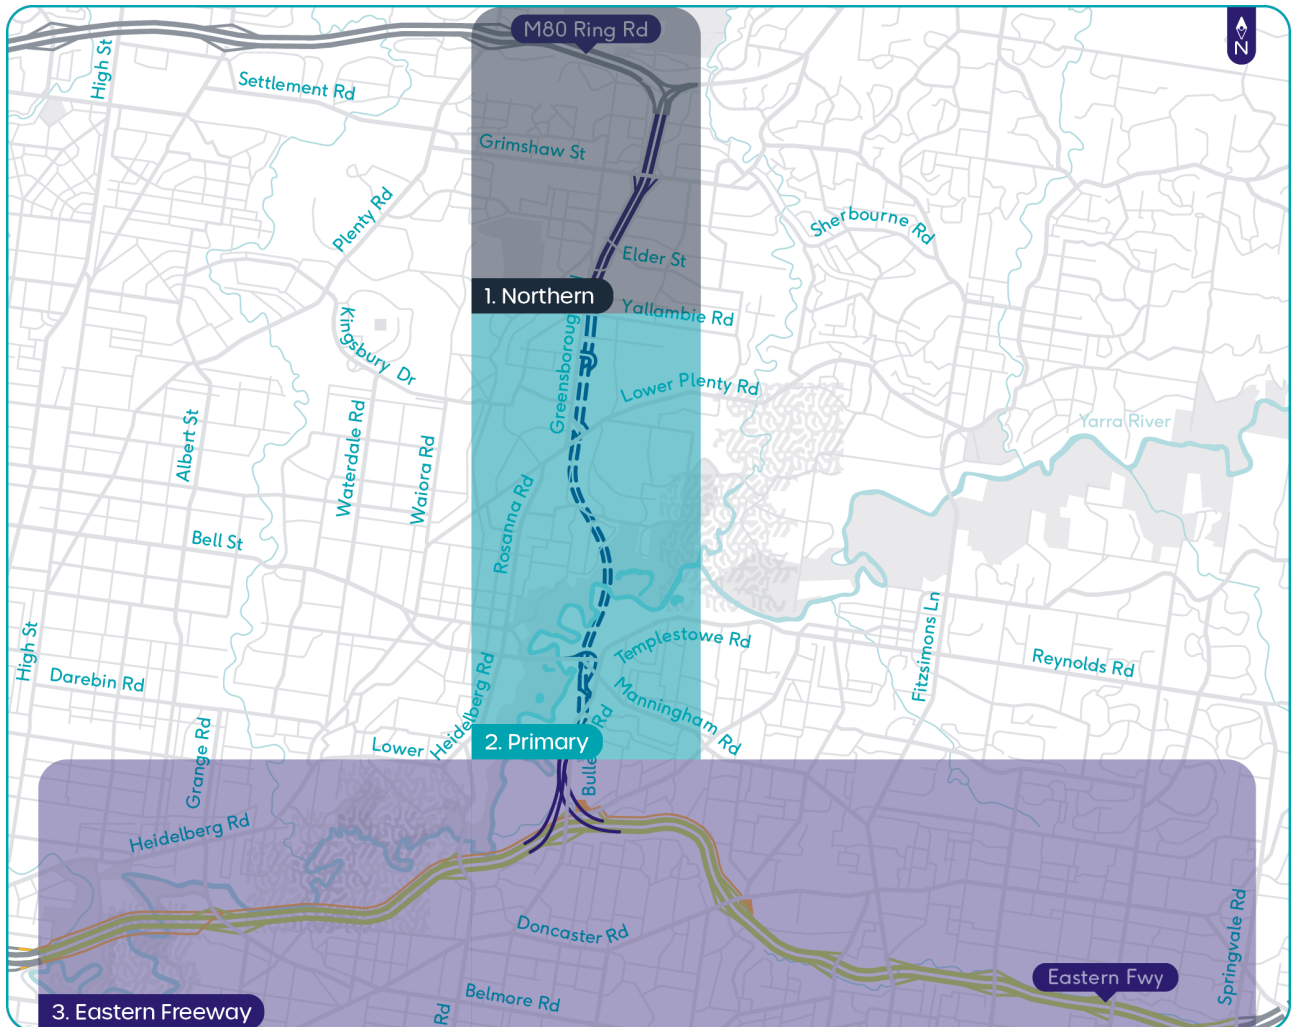 M80 Ring Rd
N
High St
Settlement Rd
Grimshaw St
Plenty Rd
Sherbourne Rd
Elder St
1. Northern
Yallambie Rd
Kingsbury Dr
Greensboroug
Lower Plenty Rd
Albert St
Waterdale Rd
Waiora Rd
Yarra River
Rosanna Rd
Bell St
Fitzsimons Ln
High St
Templestowe Rd
Reynolds Rd
Darebin Rd
Manningham Rd
Lower Heidelberg Rd
2. Primary
Bulle Rd
Grange Rd
Heidelberg Rd
Doncaster Rd
Springvale Rd
Eastern Fwy
Belmore Rd
Rd
3. Eastern Freeway